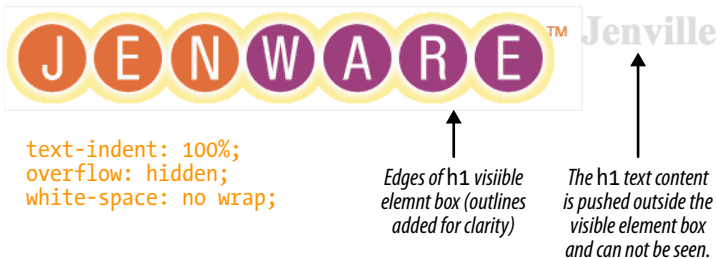 JENWARE™ Jenville
text-indent: 100%;
overflow: hidden;
white-space: no wrap;
Edges of h1 visiible
elemnt box (outlines
added for clarity)
The h1 text content
is pushed outside the
visible element box
and can not be seen.